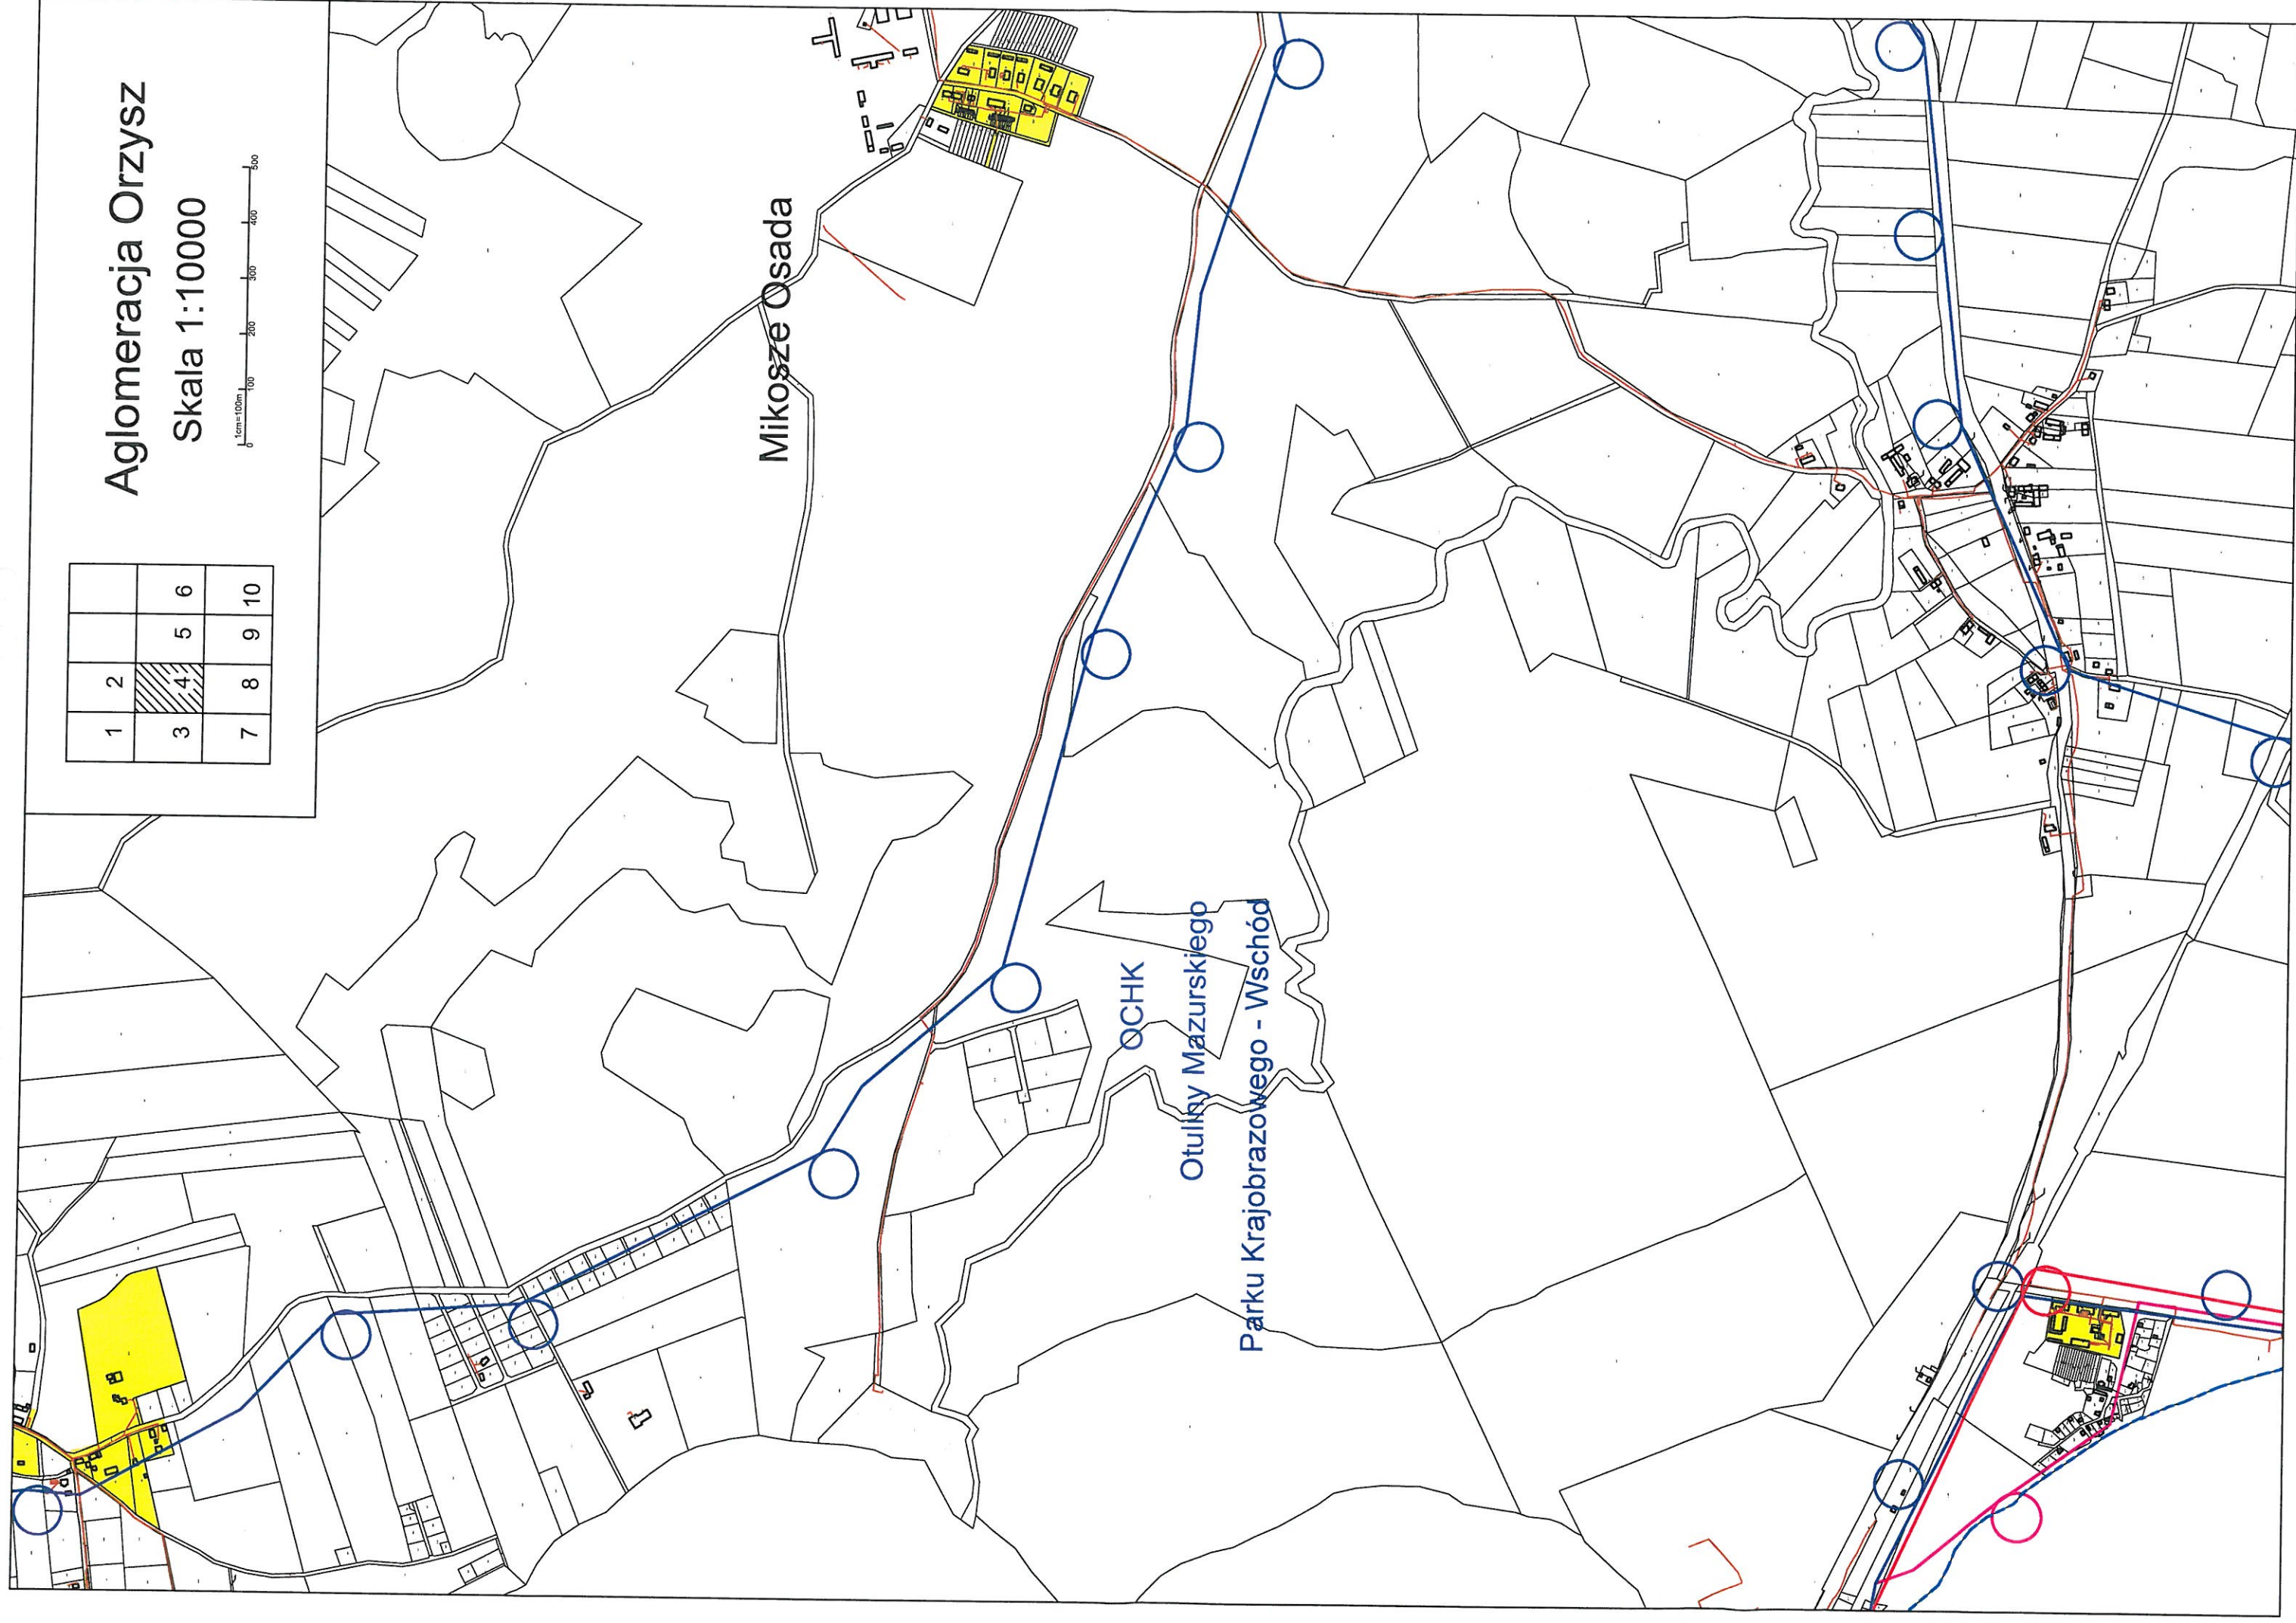 Aglomeracja Orzysz
Skala 1:10000
1cm=100m
0 100 200 300 400 500
1 2
3 4 5 6
7 8 9 10
Mikosze Osada
OCHK
Otuliny Mazurskiego
Parku Krajobrazowego - Wschód